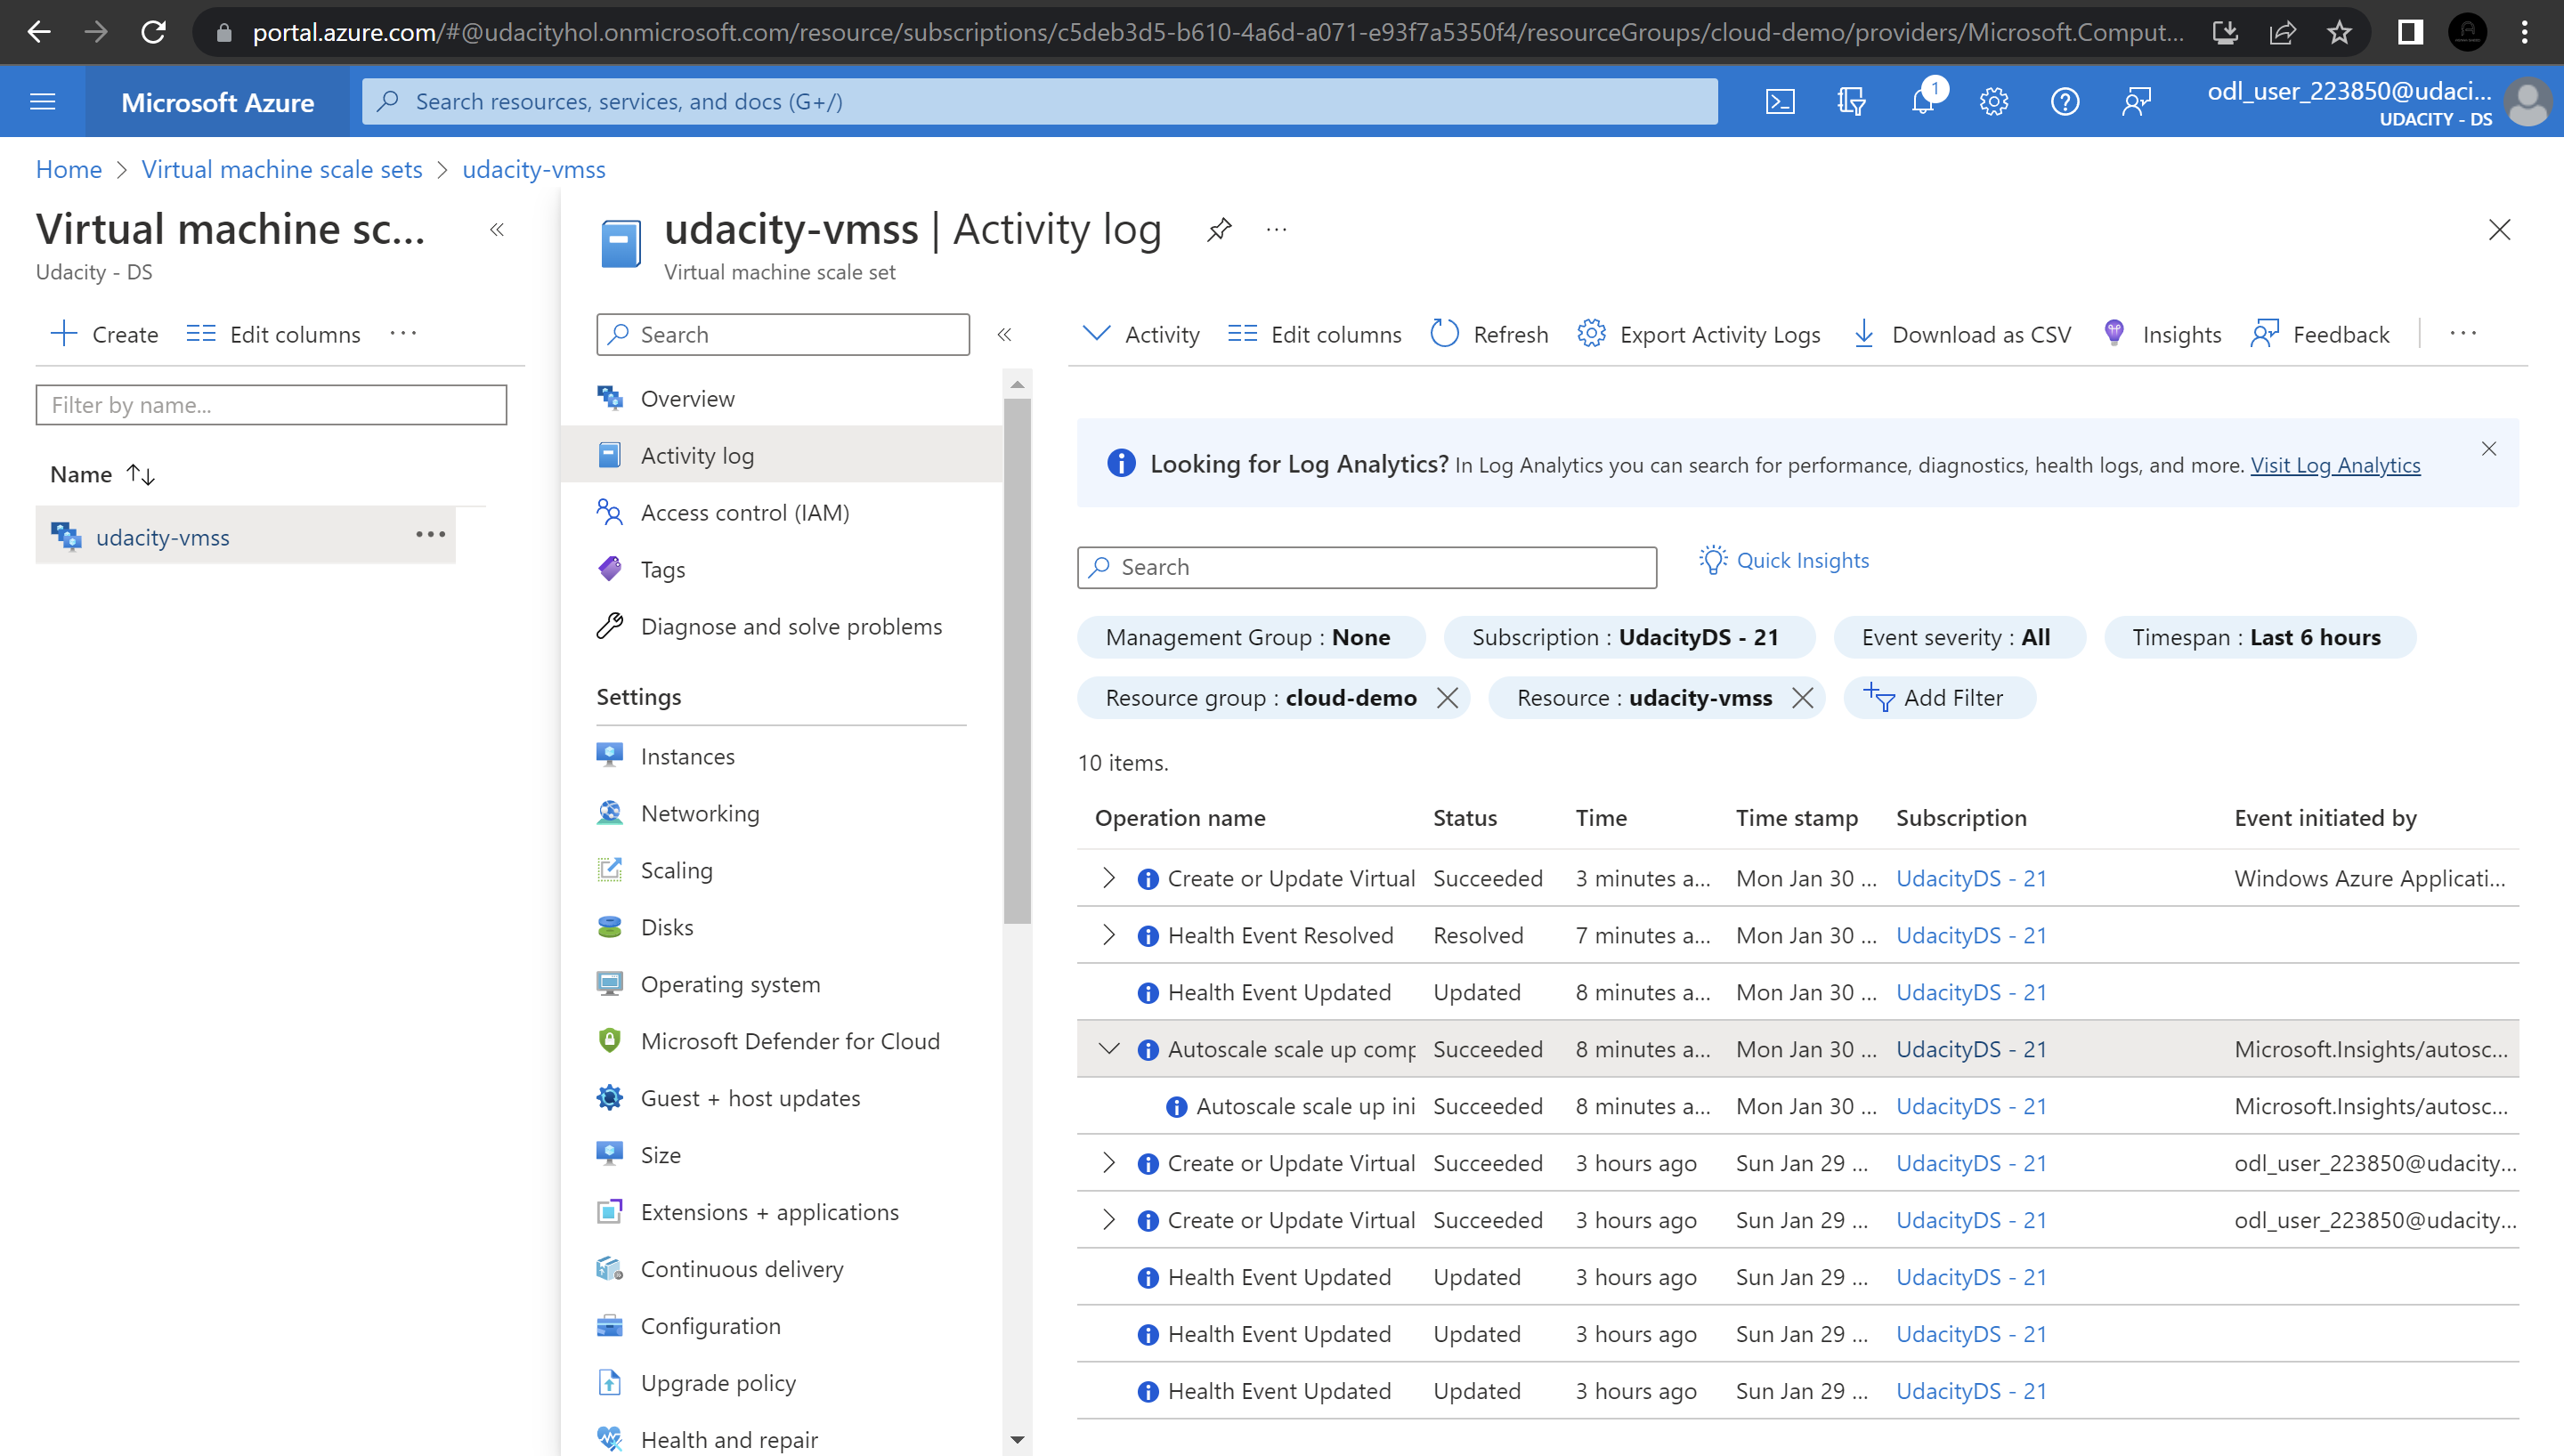 portal.azure.com/#@udacityhol.onmicrosoft.com/resource/subscriptions/c5deb3d5-b610-4a6d-a071-e93f7a5350f4/resourceGroups/cloud-demo/providers/Microsoft.Comput...
Microsoft Azure
Search resources, services, and docs (G+/)
1
odl_user_223850@udaci...
UDACITY - DS
Home > Virtual machine scale sets > udacity-vmss
Virtual machine sc...
Udacity - DS
Create Edit columns ...
Filter by name...
Name
udacity-vmss ...
udacity-vmss | Activity log ...
Virtual machine scale set
Search
Overview
Activity log
Access control (IAM)
Tags
Diagnose and solve problems
Settings
Instances
Networking
Scaling
Disks
Operating system
Microsoft Defender for Cloud
Guest + host updates
Size
Extensions + applications
Continuous delivery
Configuration
Upgrade policy
Health and repair
Activity Edit columns Refresh Export Activity Logs Download as CSV Insights Feedback ...
Looking for Log Analytics? In Log Analytics you can search for performance, diagnostics, health logs, and more. Visit Log Analytics
Search Quick Insights
Management Group : None Subscription : UdacityDS - 21 Event severity : All Timespan : Last 6 hours
Resource group : cloud-demo Resource : udacity-vmss Add Filter
10 items.
Operation name Status Time Time stamp Subscription Event initiated by
Create or Update Virtual Succeeded 3 minutes a... Mon Jan 30 ... UdacityDS - 21 Windows Azure Applicati...
Health Event Resolved Resolved 7 minutes a... Mon Jan 30 ... UdacityDS - 21
Health Event Updated Updated 8 minutes a... Mon Jan 30 ... UdacityDS - 21
Autoscale scale up comp Succeeded 8 minutes a... Mon Jan 30 ... UdacityDS - 21 Microsoft.Insights/autosc...
Autoscale scale up ini Succeeded 8 minutes a... Mon Jan 30 ... UdacityDS - 21 Microsoft.Insights/autosc...
Create or Update Virtual Succeeded 3 hours ago Sun Jan 29 ... UdacityDS - 21 odl_user_223850@udacity...
Create or Update Virtual Succeeded 3 hours ago Sun Jan 29 ... UdacityDS - 21 odl_user_223850@udacity...
Health Event Updated Updated 3 hours ago Sun Jan 29 ... UdacityDS - 21
Health Event Updated Updated 3 hours ago Sun Jan 29 ... UdacityDS - 21
Health Event Updated Updated 3 hours ago Sun Jan 29 ... UdacityDS - 21